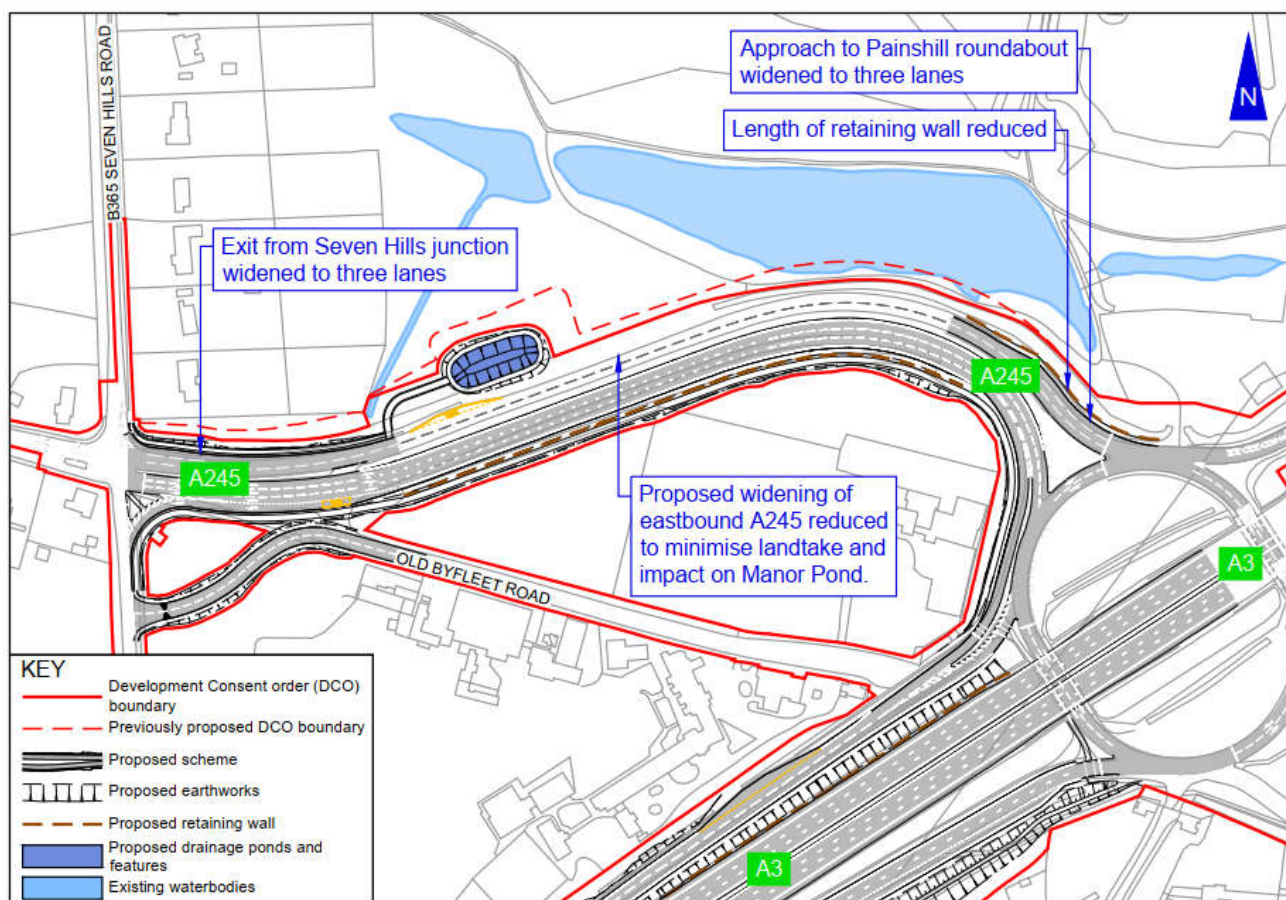 Approach to Painshill roundabout
widened to three lanes
N
Length of retaining wall reduced
B365 SEVEN HILLS ROAD
Exit from Seven Hills junction
widened to three lanes
A245
A245
Proposed widening of
eastbound A245 reduced
to minimise landtake and
impact on Manor Pond.
A3
OLD BYFLEET ROAD
A3
KEY
Development Consent order (DCO)
boundary
Previously proposed DCO boundary
Proposed scheme
Proposed earthworks
Proposed retaining wall
Proposed drainage ponds and
features
Existing waterbodies